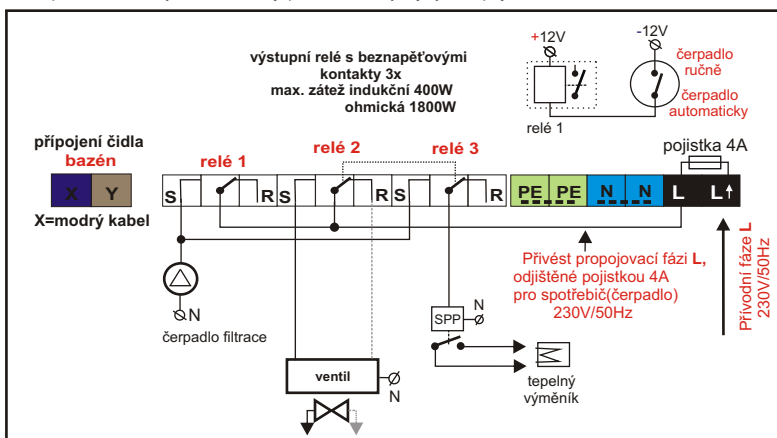 výstupní relé s beznapěťovými
kontakty 3x
max. zátěž indukční 400W
ohmická 1800W
+12V
-12V
čerpadlo
ručně
čerpadlo
automaticky
relé 1
přípojení čidla
bazén
X Y
X=modrý kabel
relé 1
relé 2
relé 3
pojistka 4A
S R S R S R PE PE N N L L
Přivést propojovací fázi L,
odjištěné pojistkou 4A
pro spotřebič(čerpadlo)
230V/50Hz
Přívodní fáze L
230V/50Hz
N
čerpadlo filtrace
ventil
N
SPP
N
tepelný
výměník